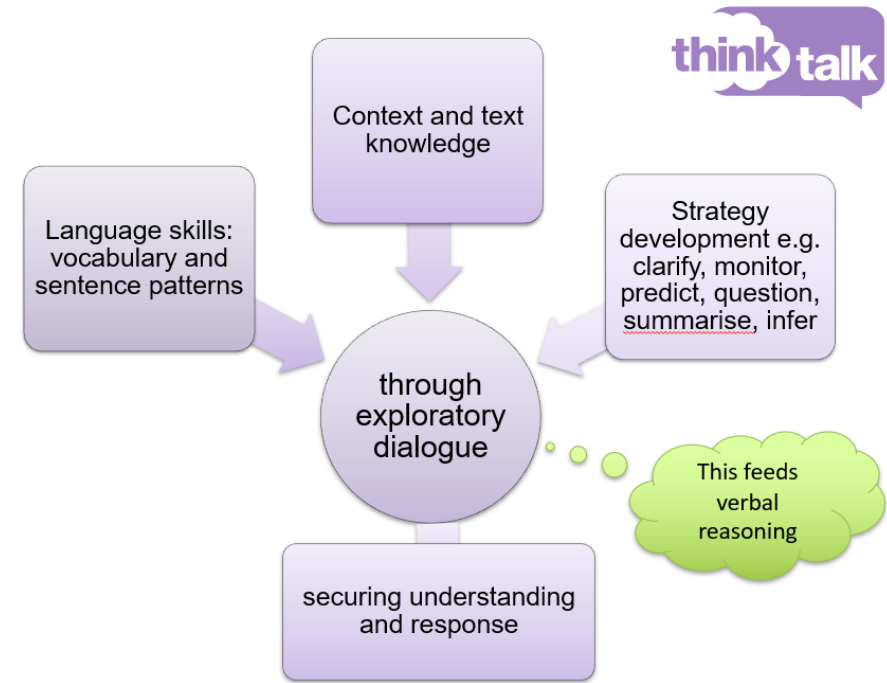 think talk
Context and text
knowledge
Language skills:
vocabulary and
sentence patterns
Strategy
development e.g.
clarify, monitor,
predict, question,
summarise, infer
through
exploratory
dialogue
This feeds
verbal
reasoning
securing understanding
and response